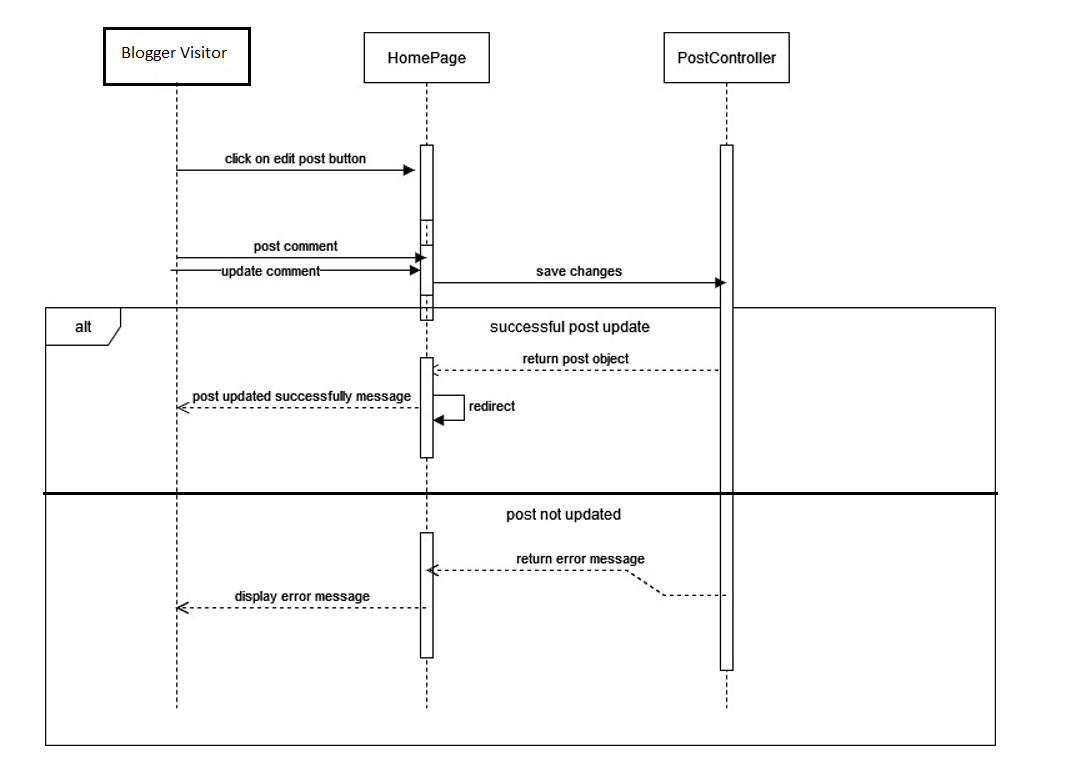 Blogger Visitor
HomePage
PostController
click on edit post button
post comment
update comment
save changes
alt
successful post update
return post object
post updated successfully message
redirect
post not updated
return error message
display error message